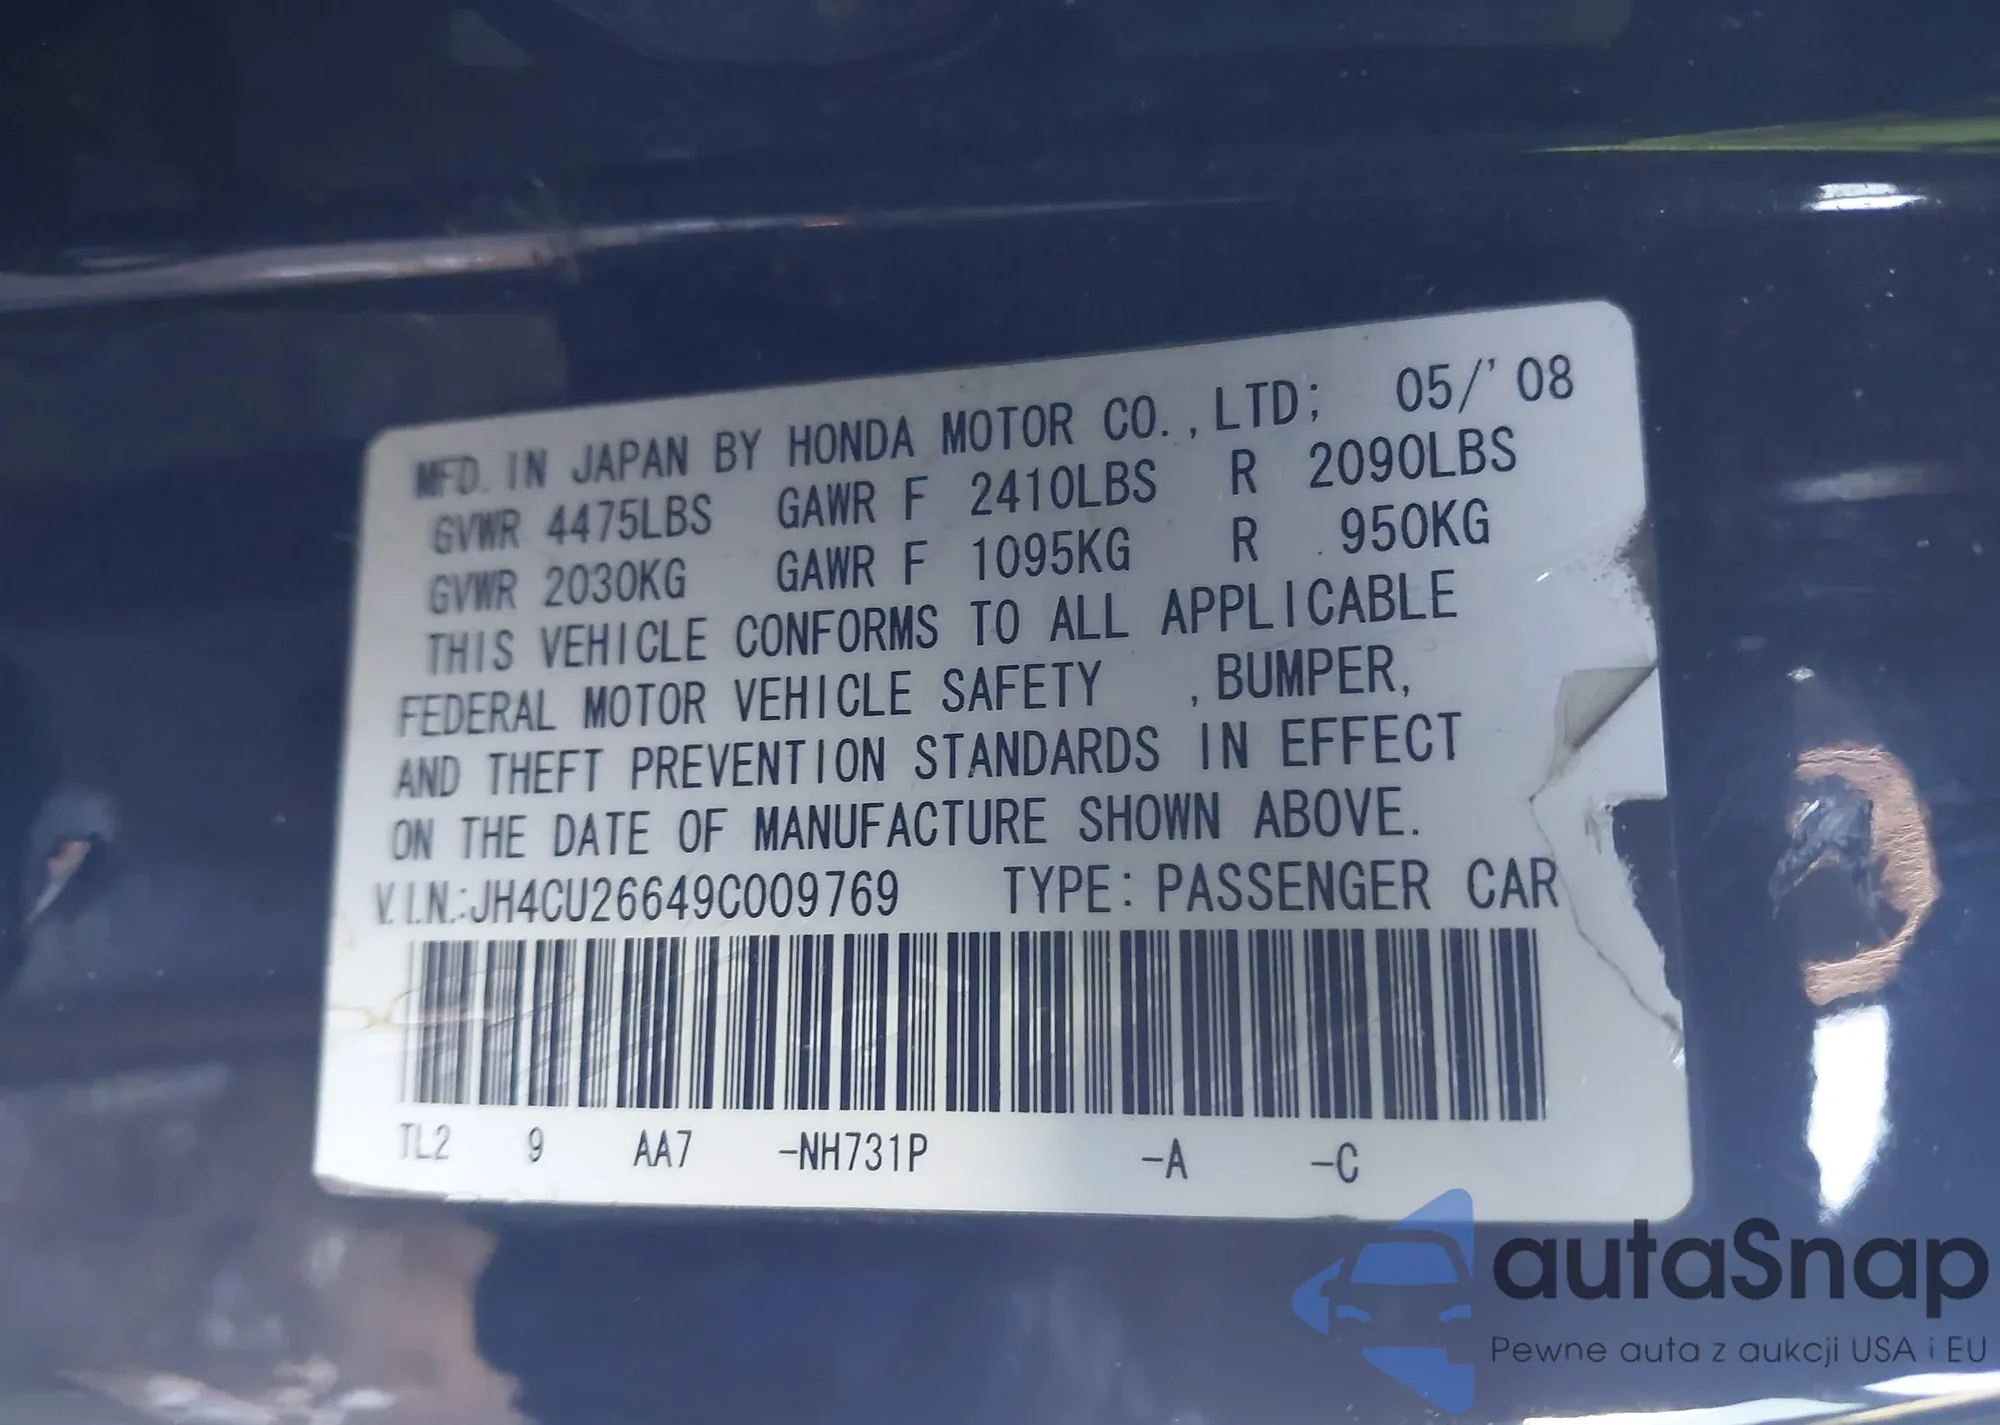 MFD. IN JAPAN BY HONDA MOTOR CO.,LTD; 05/'08
GVWR 4475LBS GAWR F 2410LBS R 2090LBS
GVWR 2030KG GAWR F 1095KG R 950KG
THIS VEHICLE CONFORMS TO ALL APPLICABLE
FEDERAL MOTOR VEHICLE SAFETY ,BUMPER,
AND THEFT PREVENTION STANDARDS IN EFFECT
ON THE DATE OF MANUFACTURE SHOWN ABOVE.
V.I.N.:JH4CU26649C009769 TYPE: PASSENGER CAR
TL2 9 AA7 -NH731P -A -C
autaSnap
Pewne auta z aukcji USA i EU